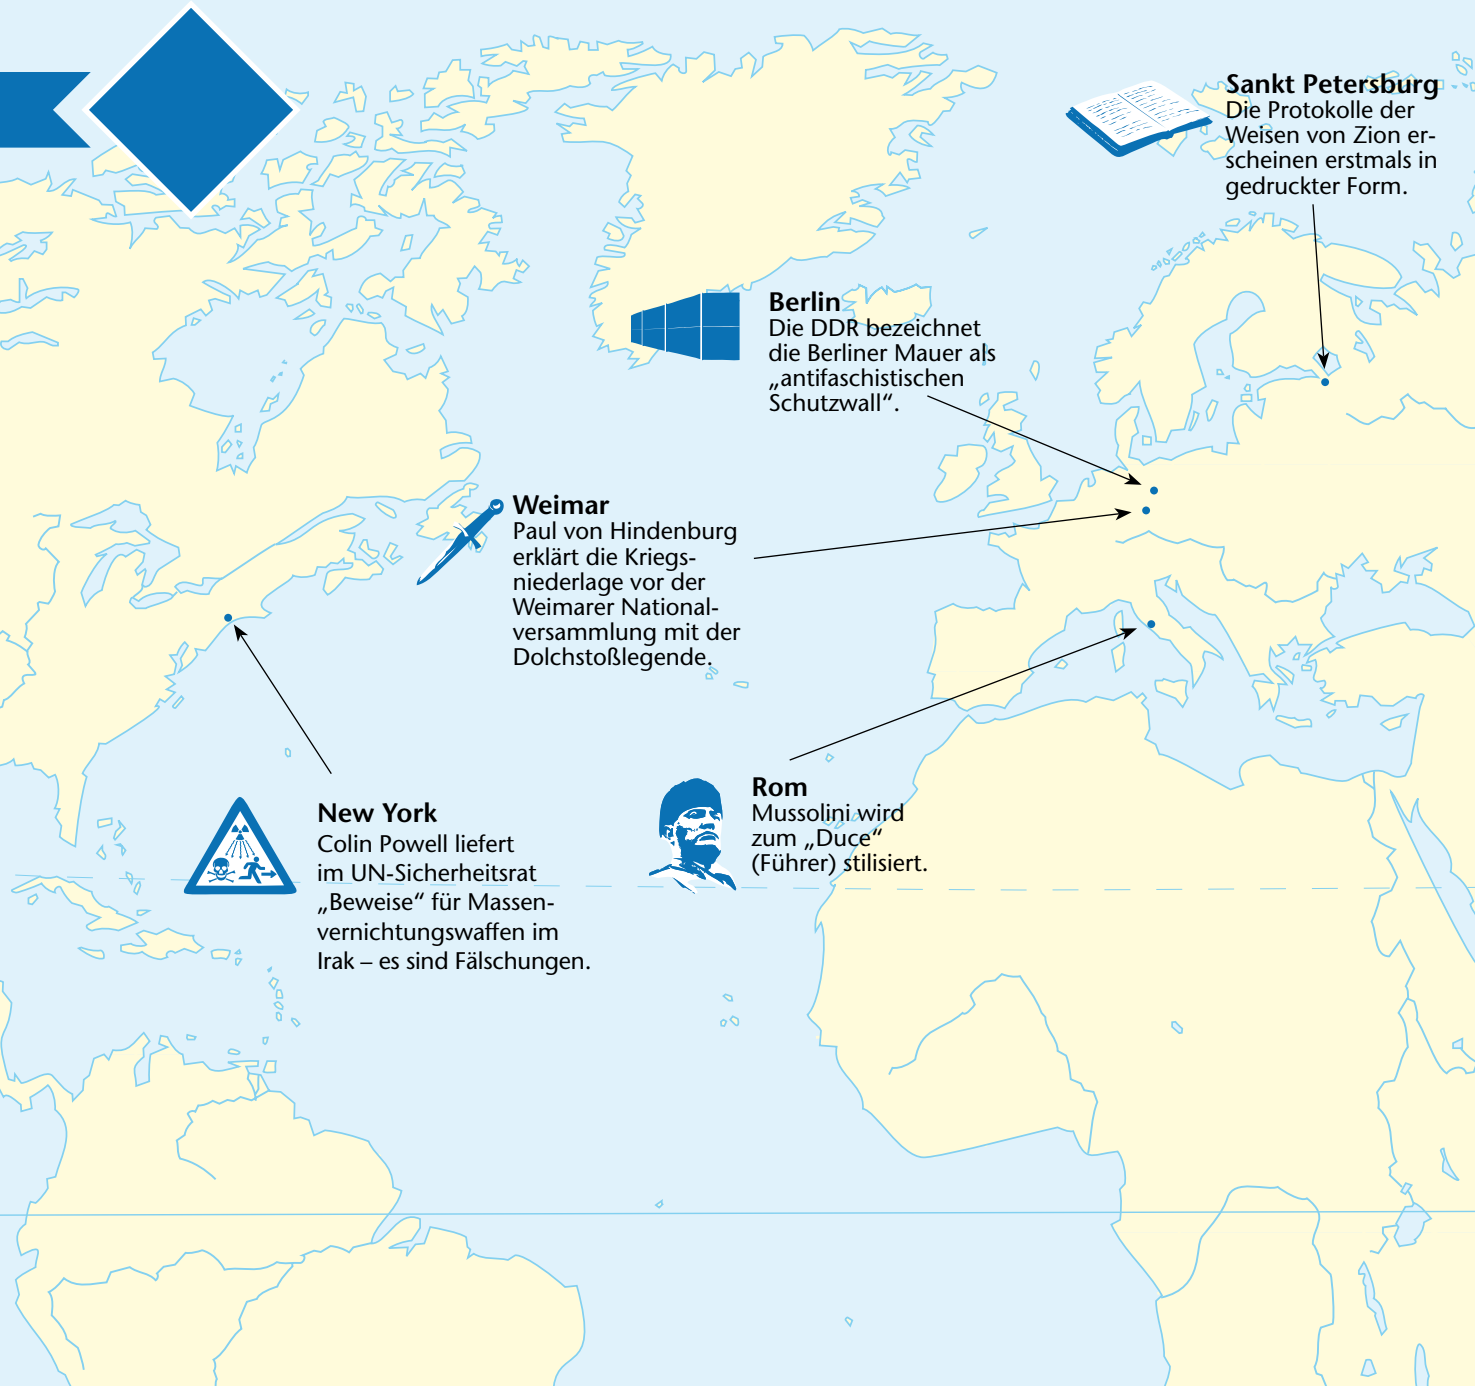 Sankt Petersburg
Die Protokolle der
Weisen von Zion er-
scheinen erstmals in
gedruckter Form.
Berlin
Die DDR bezeichnet
die Berliner Mauer als
„antifaschistischen
Schutzwall“.
Weimar
Paul von Hindenburg
erklärt die Kriegs-
niederlage vor der
Weimarer National-
versammlung mit der
Dolchstoßlegende.
Rom
Mussolini wird
zum „Duce“
(Führer) stilisiert.
New York
Colin Powell liefert
im UN-Sicherheitsrat
„Beweise“ für Massen-
vernichtungswaffen im
Irak – es sind Fälschungen.